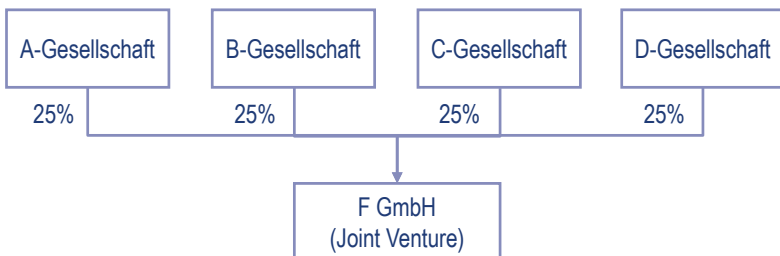 A-Gesellschaft B-Gesellschaft C-Gesellschaft D-Gesellschaft
25% 25% 25% 25%
F GmbH
(Joint Venture)